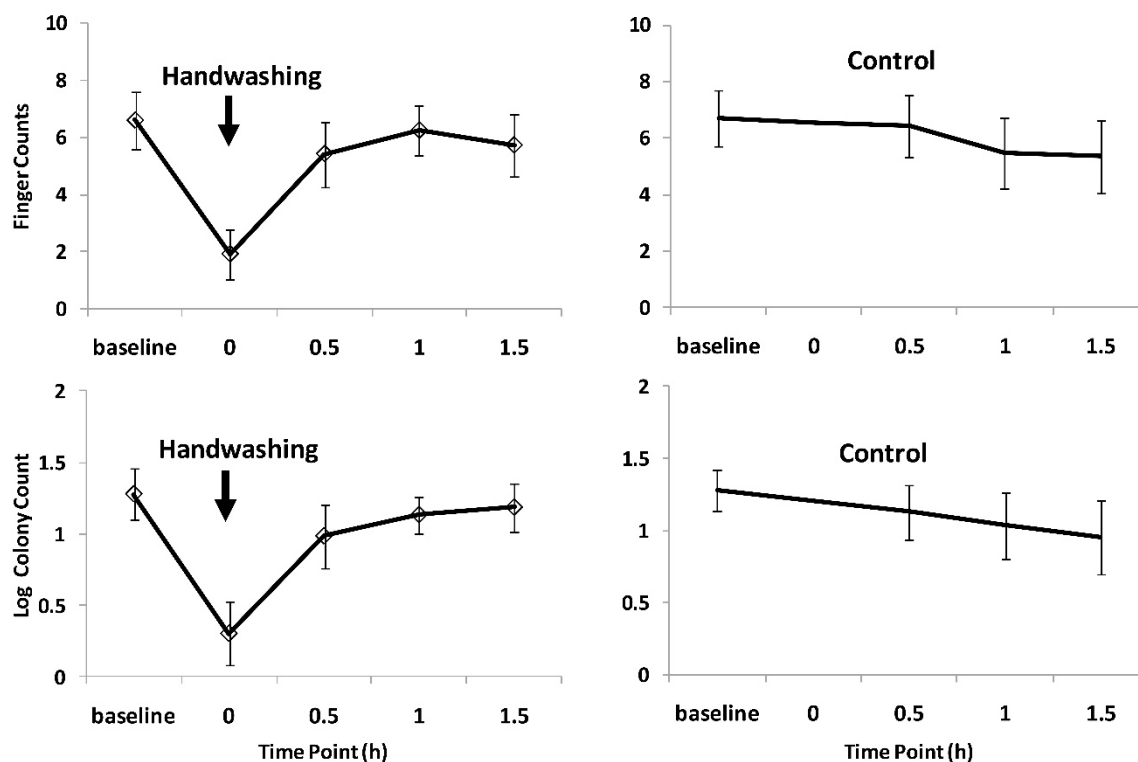 10
8
6
4
2
0
Finger Counts
Handwashing
baseline 0 0.5 1 1.5
10
8
6
4
2
0
Control
baseline 0 0.5 1 1.5
2
1.5
1
0.5
0
Log Colony Count
Handwashing
baseline 0 0.5 1 1.5
Time Point (h)
2
1.5
1
0.5
0
Control
baseline 0 0.5 1 1.5
Time Point (h)